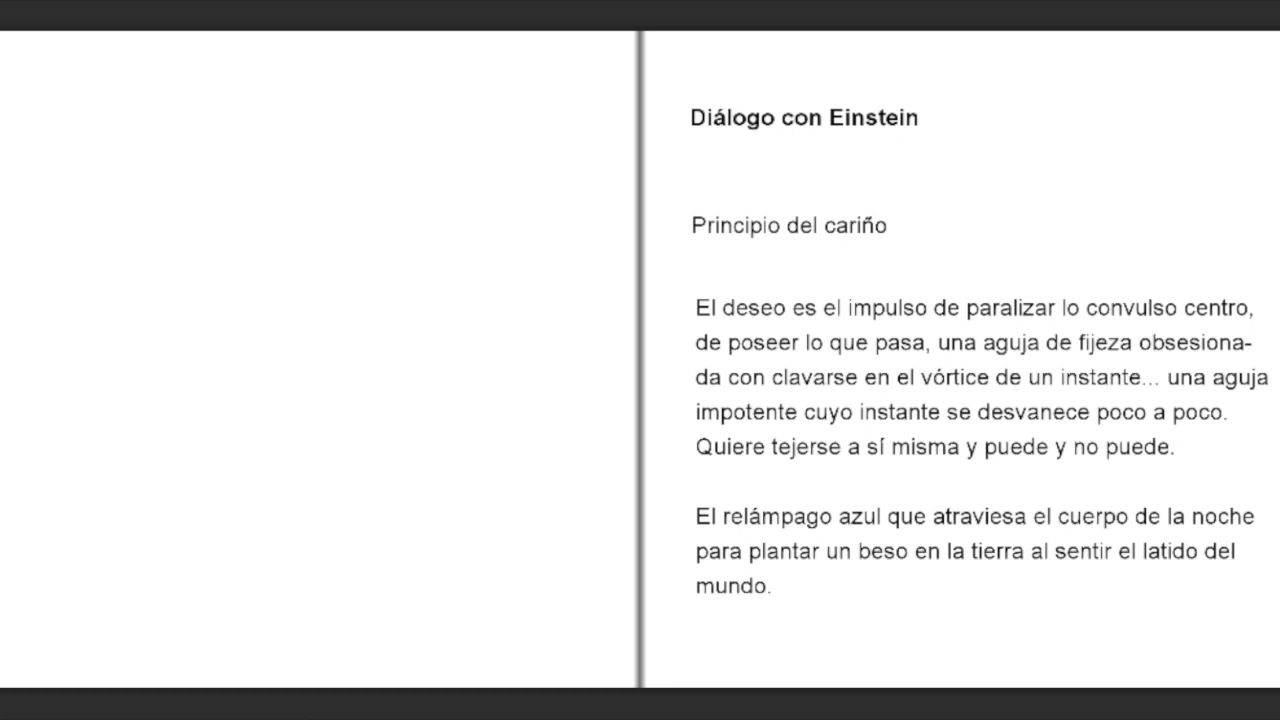 Diálogo con Einstein
Principio del cariño
El deseo es el impulso de paralizar lo convulso centro,
de poseer lo que pasa, una aguja de fijeza obsesiona-
da con clavarse en el vórtice de un instante... una aguja
impotente cuyo instante se desvanece poco a poco.
Quiere tejerse a sí misma y puede y no puede.
El relámpago azul que atraviesa el cuerpo de la noche
para plantar un beso en la tierra al sentir el latido del
mundo.